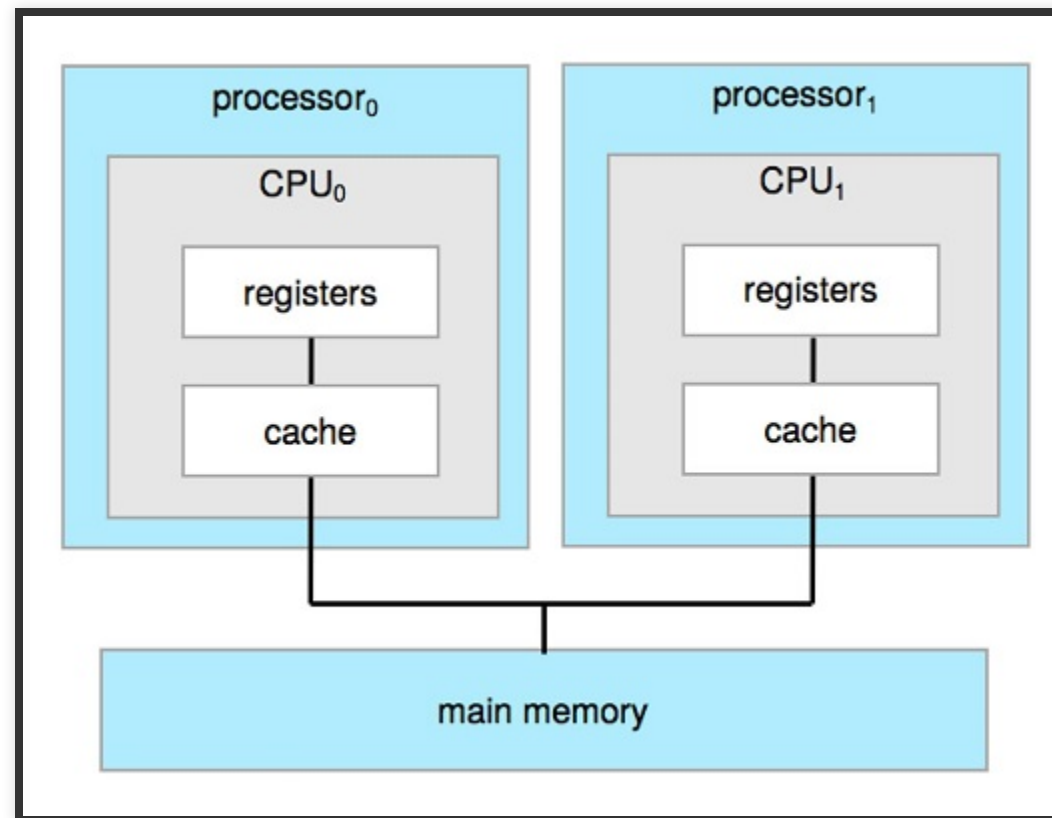 processor₀
CPU₀
registers
cache
processor₁
CPU₁
registers
cache
main memory